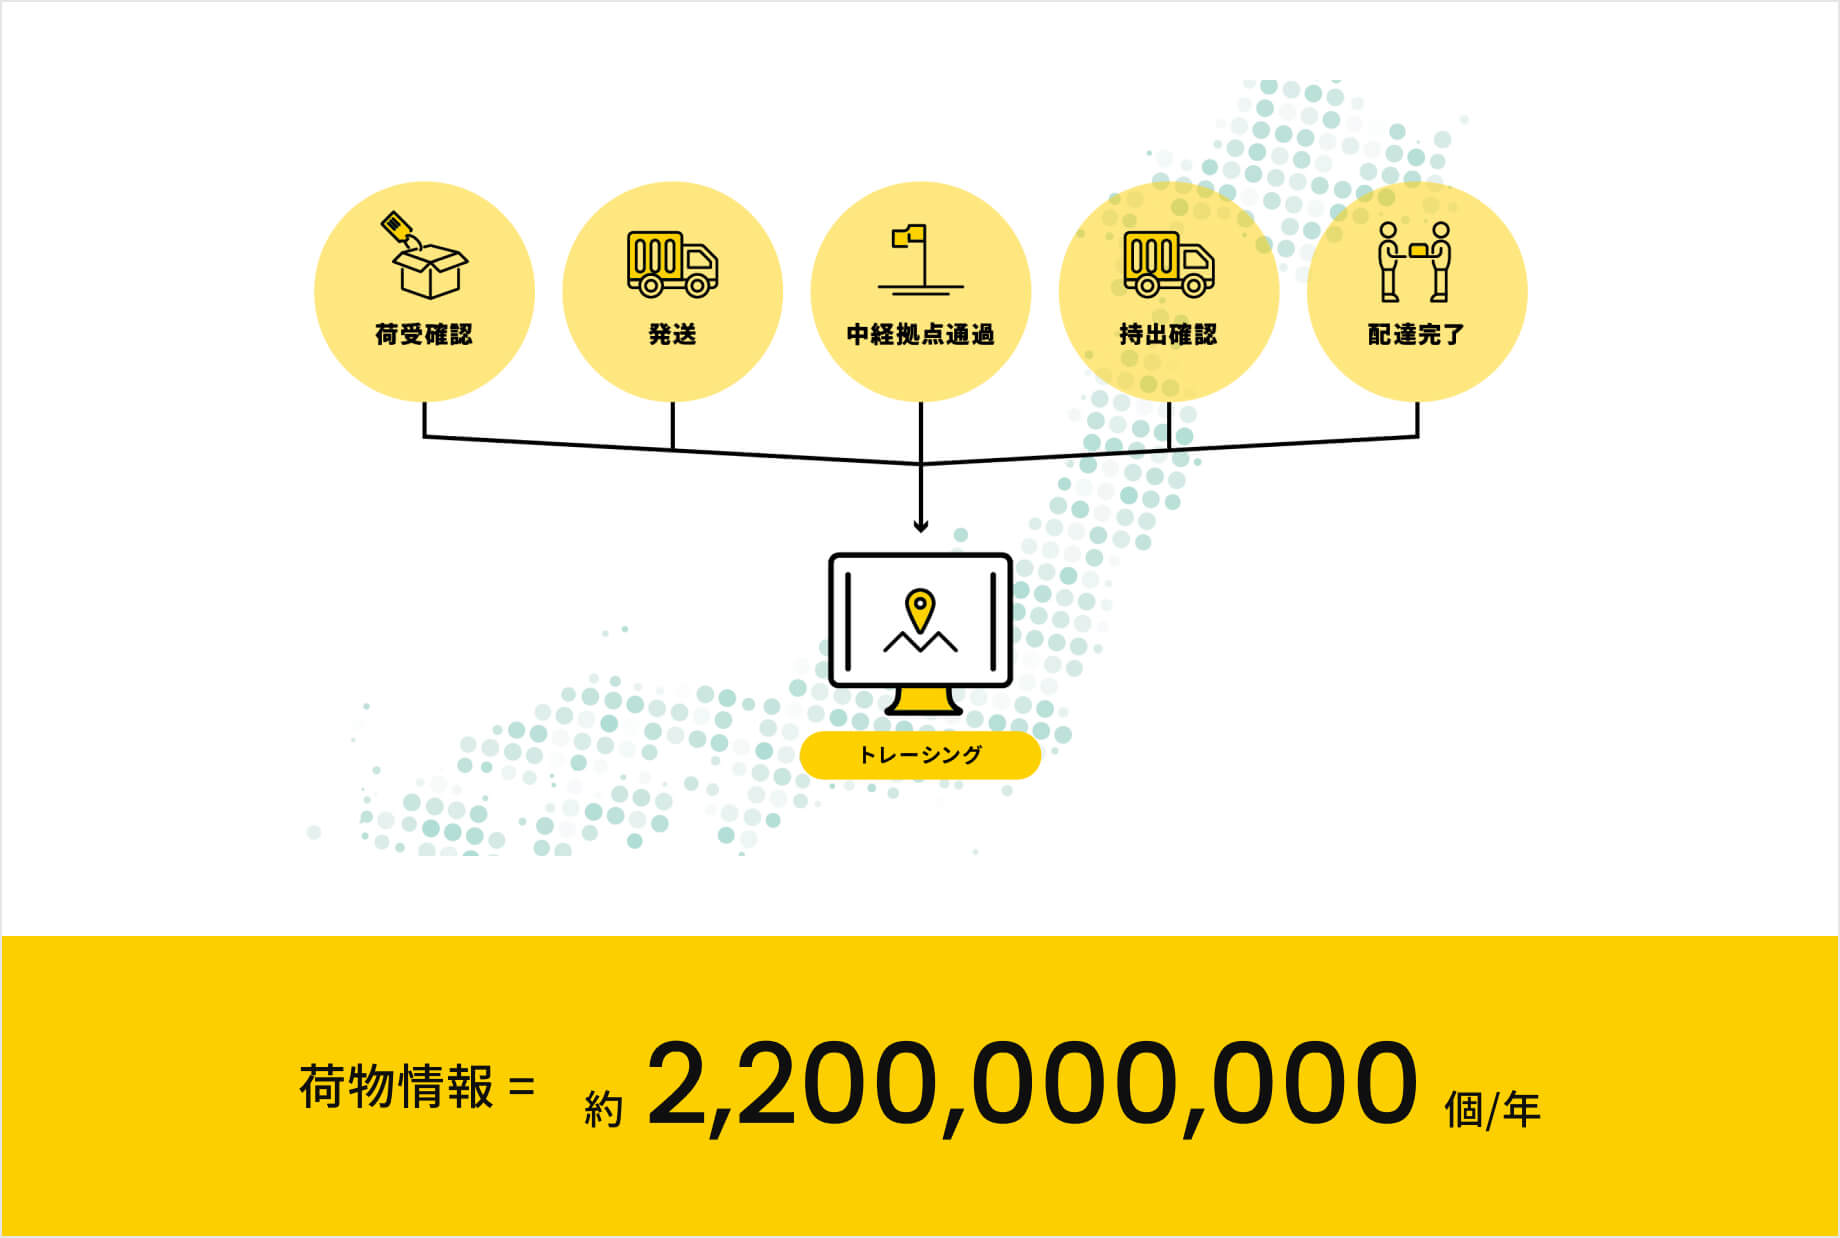 荷受確認
発送
中経拠点通過
持出確認
配達完了
トレーシング
荷物情報 = 約 2,200,000,000 個/年